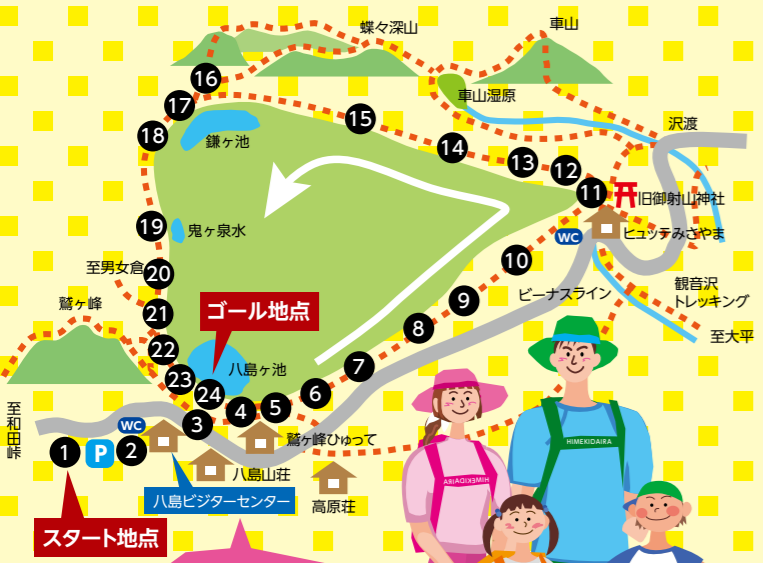 蝶々深山
車山
16
車山湿原
17
15
沢渡
18
鎌ヶ池
14
13
12
11
旧御射山神社
19
鬼ヶ泉水
WC
ヒュッテみさやま
至男女倉
20
10
観音沢
トレッキング
ビーナスライン
鷲ヶ峰
21
ゴール地点
9
至大平
8
22
八島ヶ池
7
23
24
6
至和田峠
WC
3
4
5
鷲ヶ峰ひゅって
1
P
2
八島山荘
HIMEKIDAIRA
HIMEKIDAIRA
八島ビジターセンター
高原荘
スタート地点